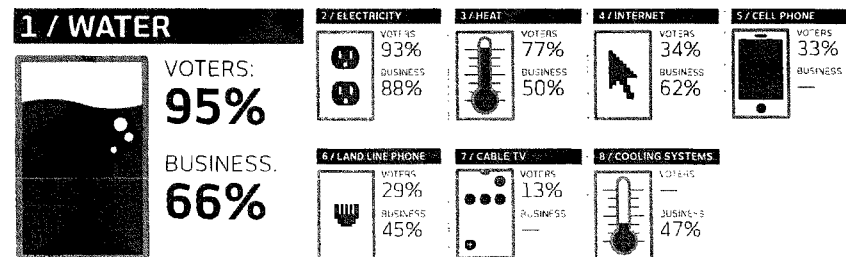 1 / WATER
VOTERS:
95%
BUSINESS.
66%
2 / ELECTRICITY
VOTERS
93%
BUSINESS
88%
3 / HEAT
VOTERS
77%
BUSINESS
50%
4 / INTERNET
VOTERS
34%
BUSINESS
62%
5 / CELL PHONE
VOTERS
33%
BUSINESS
—
6 / LAND LINE PHONE
VOTERS
29%
BUSINESS
45%
7 / CABLE TV
VOTERS
13%
BUSINESS
—
8 / COOLING SYSTEMS
VOTERS
—
BUSINESS
47%